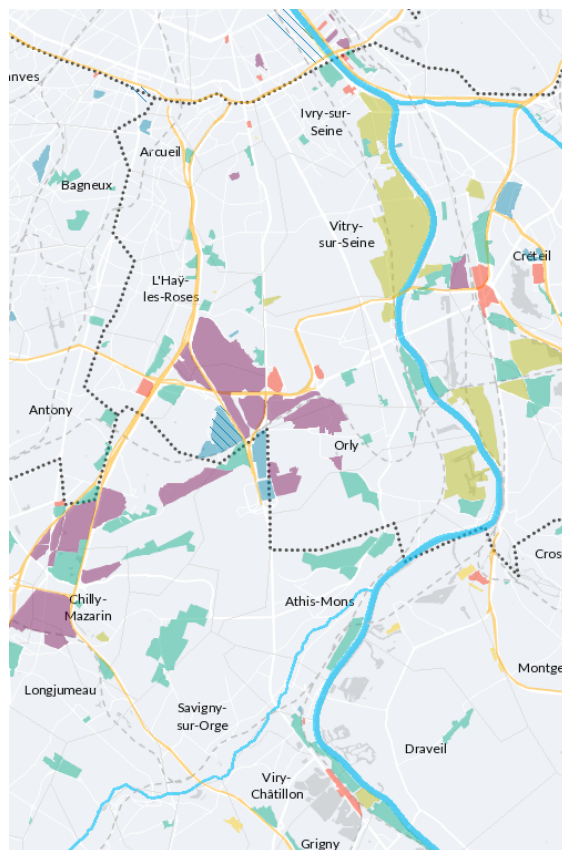 anves
Ivry-sur-
Seine
Arcueil
Bagneux
Vitry-
sur-Seine
Créteil
L'Haÿ-
les-Roses
Antony
Orly
Cros
Athis-Mons
Chilly-
Mazarin
Montge
Longjumeau
Savigny-
sur-Orge
Draveil
Viry-
Châtillon
Grigny